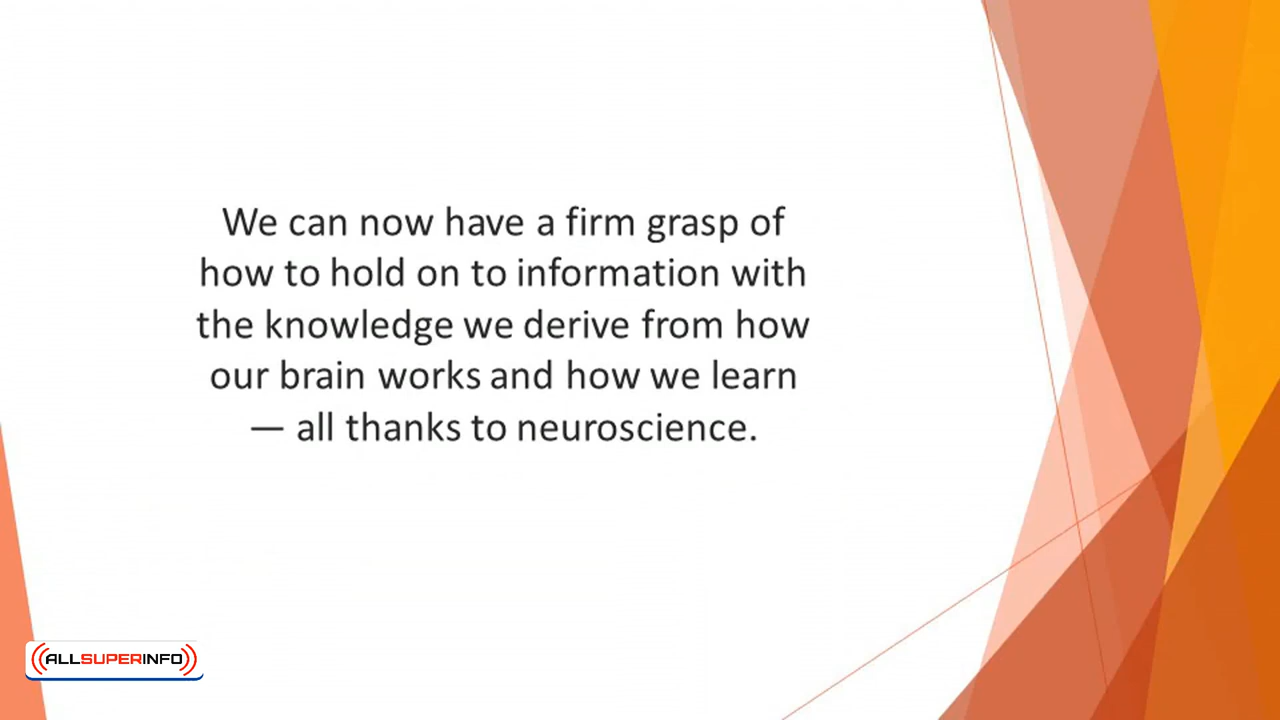 We can now have a firm grasp of
how to hold on to information with
the knowledge we derive from how
our brain works and how we learn
— all thanks to neuroscience.
ALLSUPERINFO